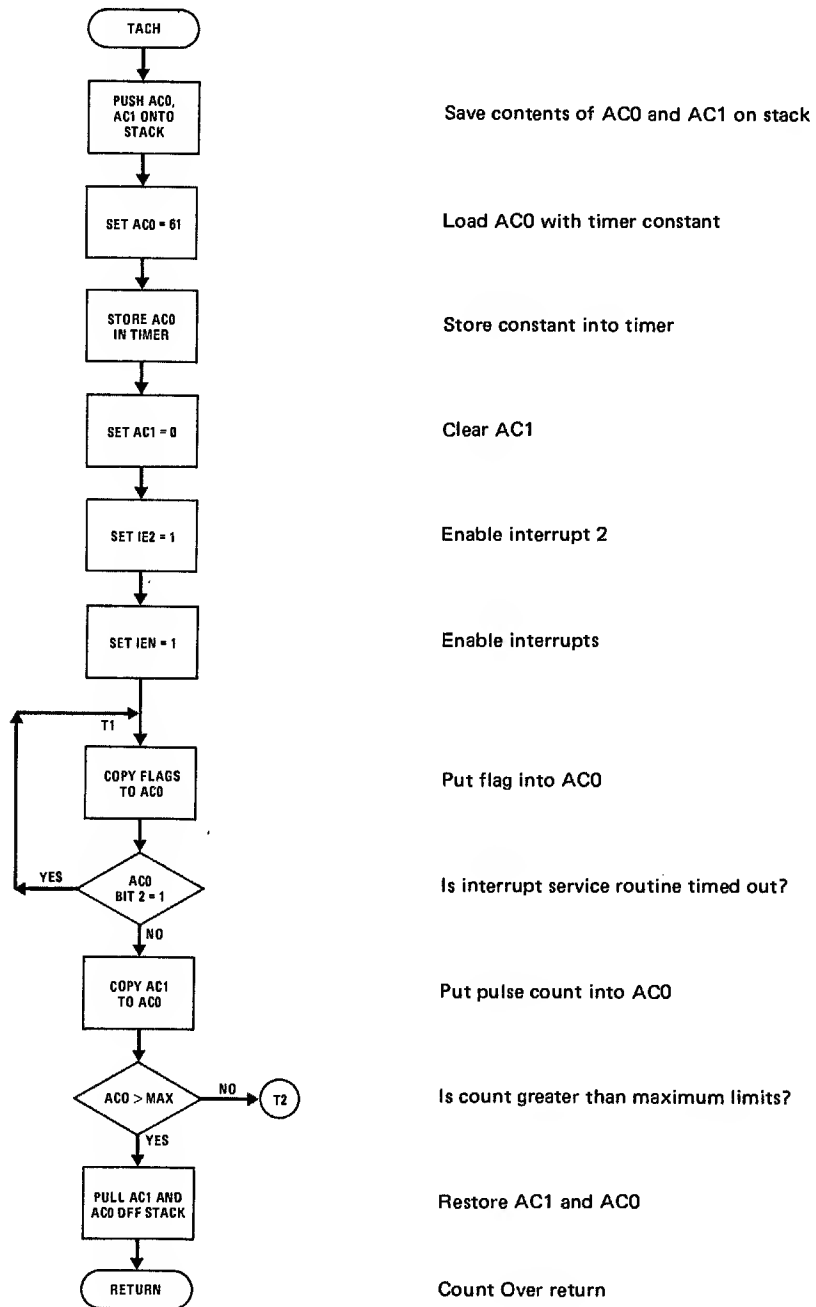 TACH
PUSH AC0,
AC1 ONTO
STACK
Save contents of AC0 and AC1 on stack
SET AC0 = 61
Load AC0 with timer constant
STORE AC0
IN TIMER
Store constant into timer
SET AC1 = 0
Clear AC1
SET IE2 = 1
Enable interrupt 2
SET IEN = 1
Enable interrupts
T1
COPY FLAGS
TO AC0
Put flag into AC0
YES
AC0
BIT 2 = 1
Is interrupt service routine timed out?
NO
COPY AC1
TO AC0
Put pulse count into AC0
AC0 > MAX
NO
T2
Is count greater than maximum limits?
YES
PULL AC1 AND
AC0 OFF STACK
Restore AC1 and AC0
RETURN
Count Over return